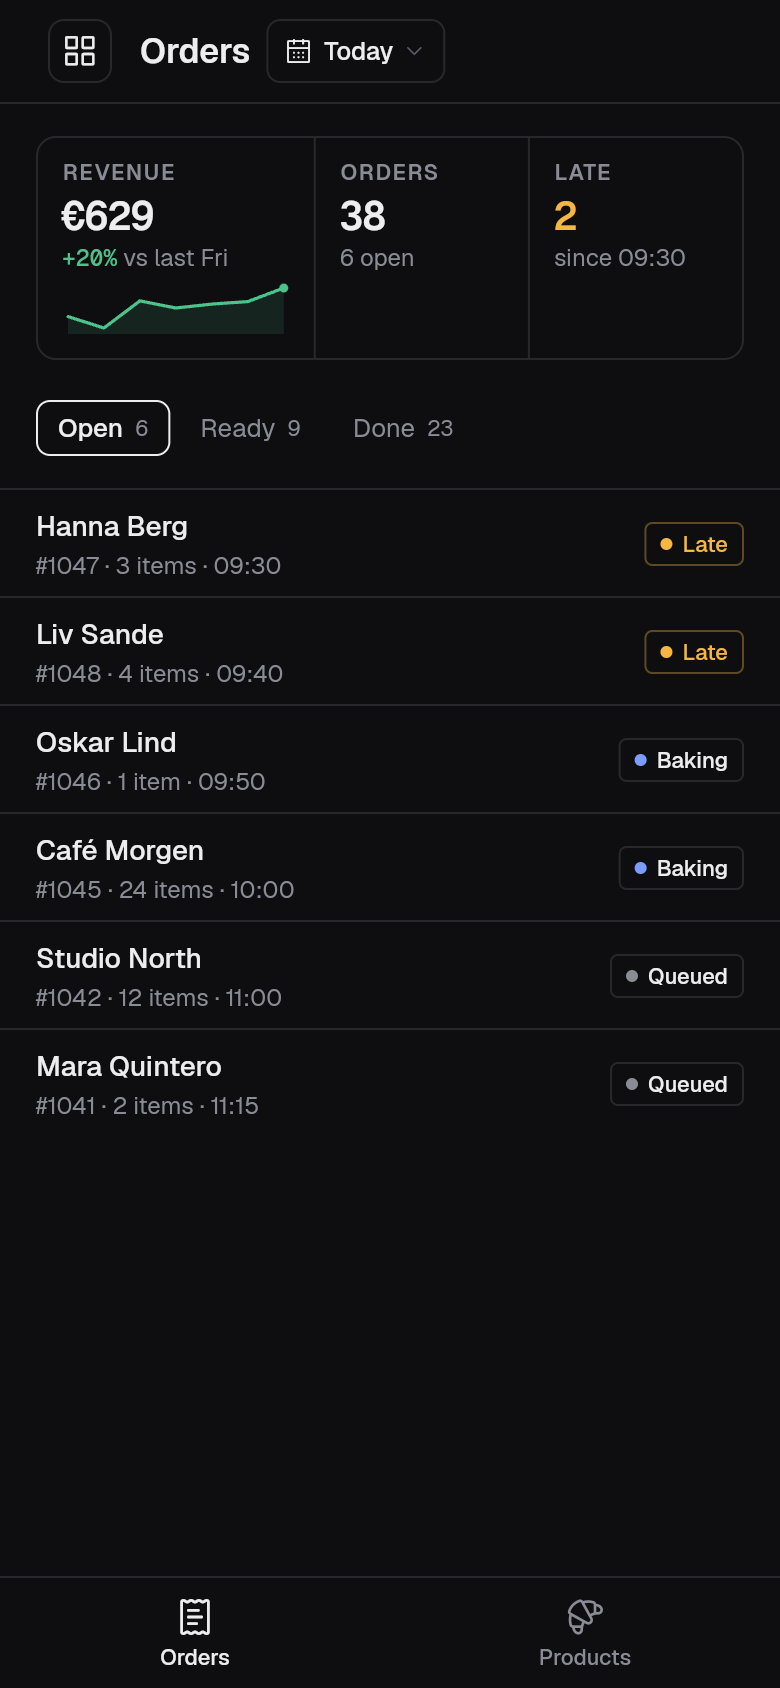 Orders
Today
REVENUE
€629
+20% vs last Fri
ORDERS
38
6 open
LATE
2
since 09:30
Open 6
Ready 9
Done 23
Hanna Berg
#1047 · 3 items · 09:30
Late
Liv Sande
#1048 · 4 items · 09:40
Late
Oskar Lind
#1046 · 1 item · 09:50
Baking
Café Morgen
#1045 · 24 items · 10:00
Baking
Studio North
#1042 · 12 items · 11:00
Queued
Mara Quintero
#1041 · 2 items · 11:15
Queued
Orders
Products